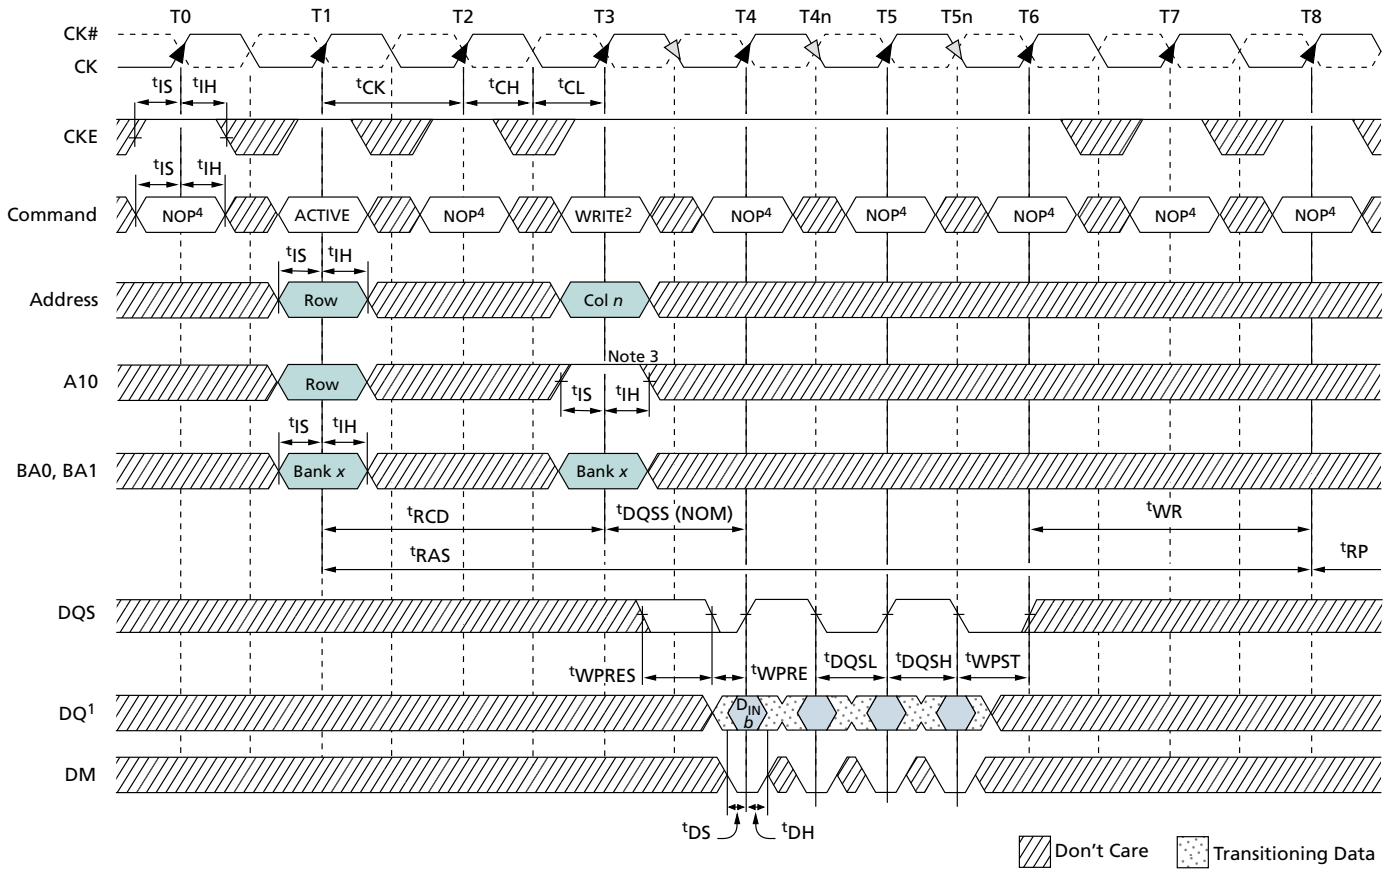 T0 T1 T2 T3 T4 T4n T5 T5n T6 T7 T8
CK#
CK
tIS tIH tCK tCH tCL
CKE
tIS tIH
Command NOP4 ACTIVE NOP4 WRITE2 NOP4 NOP4 NOP4 NOP4 NOP4
tIS tIH
Address Row Col n
Note 3
A10 Row
tIS tIH
tIS tIH
BA0, BA1 Bank x Bank x
tRCD tDQSS (NOM) tWR
tRAS tRP
DQS
tWPRES tWPRE tDQSL tDQSH tWPST
DQ1 DIN b
DM
tDS tDH
Don't Care Transitioning Data